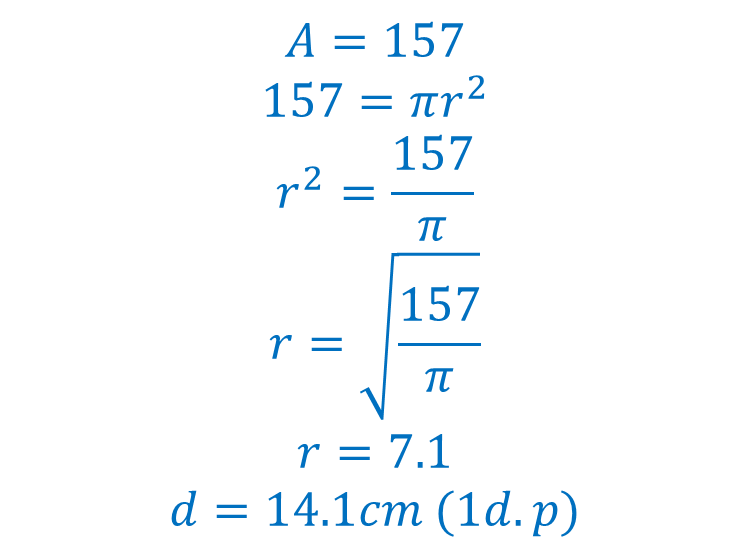 A = 157
157 = πr²
r² = 157/π
r = √(157/π)
r = 7.1
d = 14.1cm (1d.p)